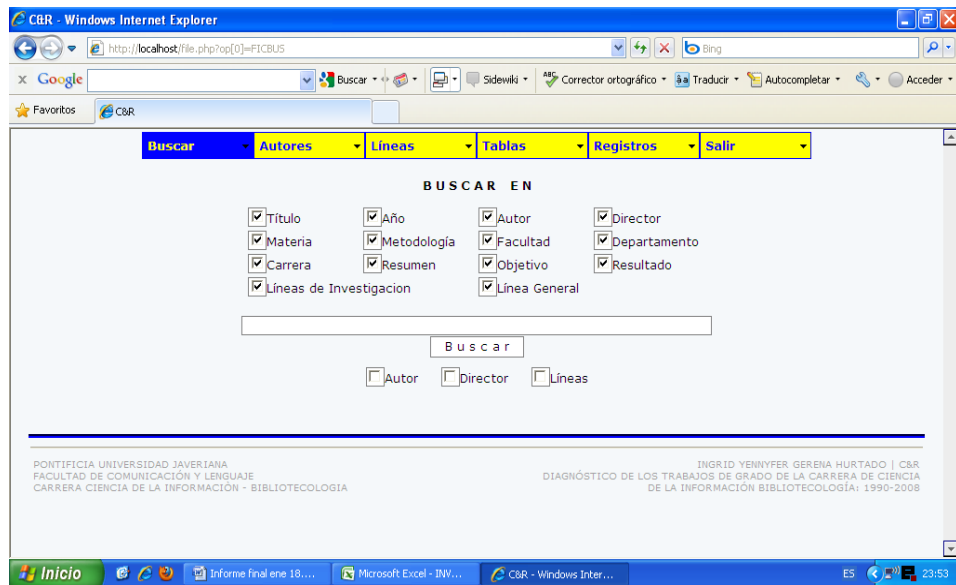 C&R - Windows Internet Explorer
http://localhost/file.php?op[0]=FICBUS
Bing
x Google Buscar Sidewiki Corrector ortográfico Traducir Autocompletar Acceder
Favoritos C&R
Buscar Autores Líneas Tablas Registros Salir
BUSCAR EN
Título Año Autor Director
Materia Metodología Facultad Departamento
Carrera Resumen Objetivo Resultado
Líneas de Investigacion Línea General
Buscar
Autor Director Líneas
PONTIFICIA UNIVERSIDAD JAVERIANA
FACULTAD DE COMUNICACIÓN Y LENGUAJE
CARRERA CIENCIA DE LA INFORMACIÓN - BIBLIOTECOLOGIA
INGRID YENNYFER GERENA HURTADO | C&R
DIAGNÓSTICO DE LOS TRABAJOS DE GRADO DE LA CARRERA DE CIENCIA
DE LA INFORMACIÓN BIBLIOTECOLOGÍA: 1990-2008
Inicio Informe final ene 18.... Microsoft Excel - INV... C&R - Windows Inter... ES 23:53